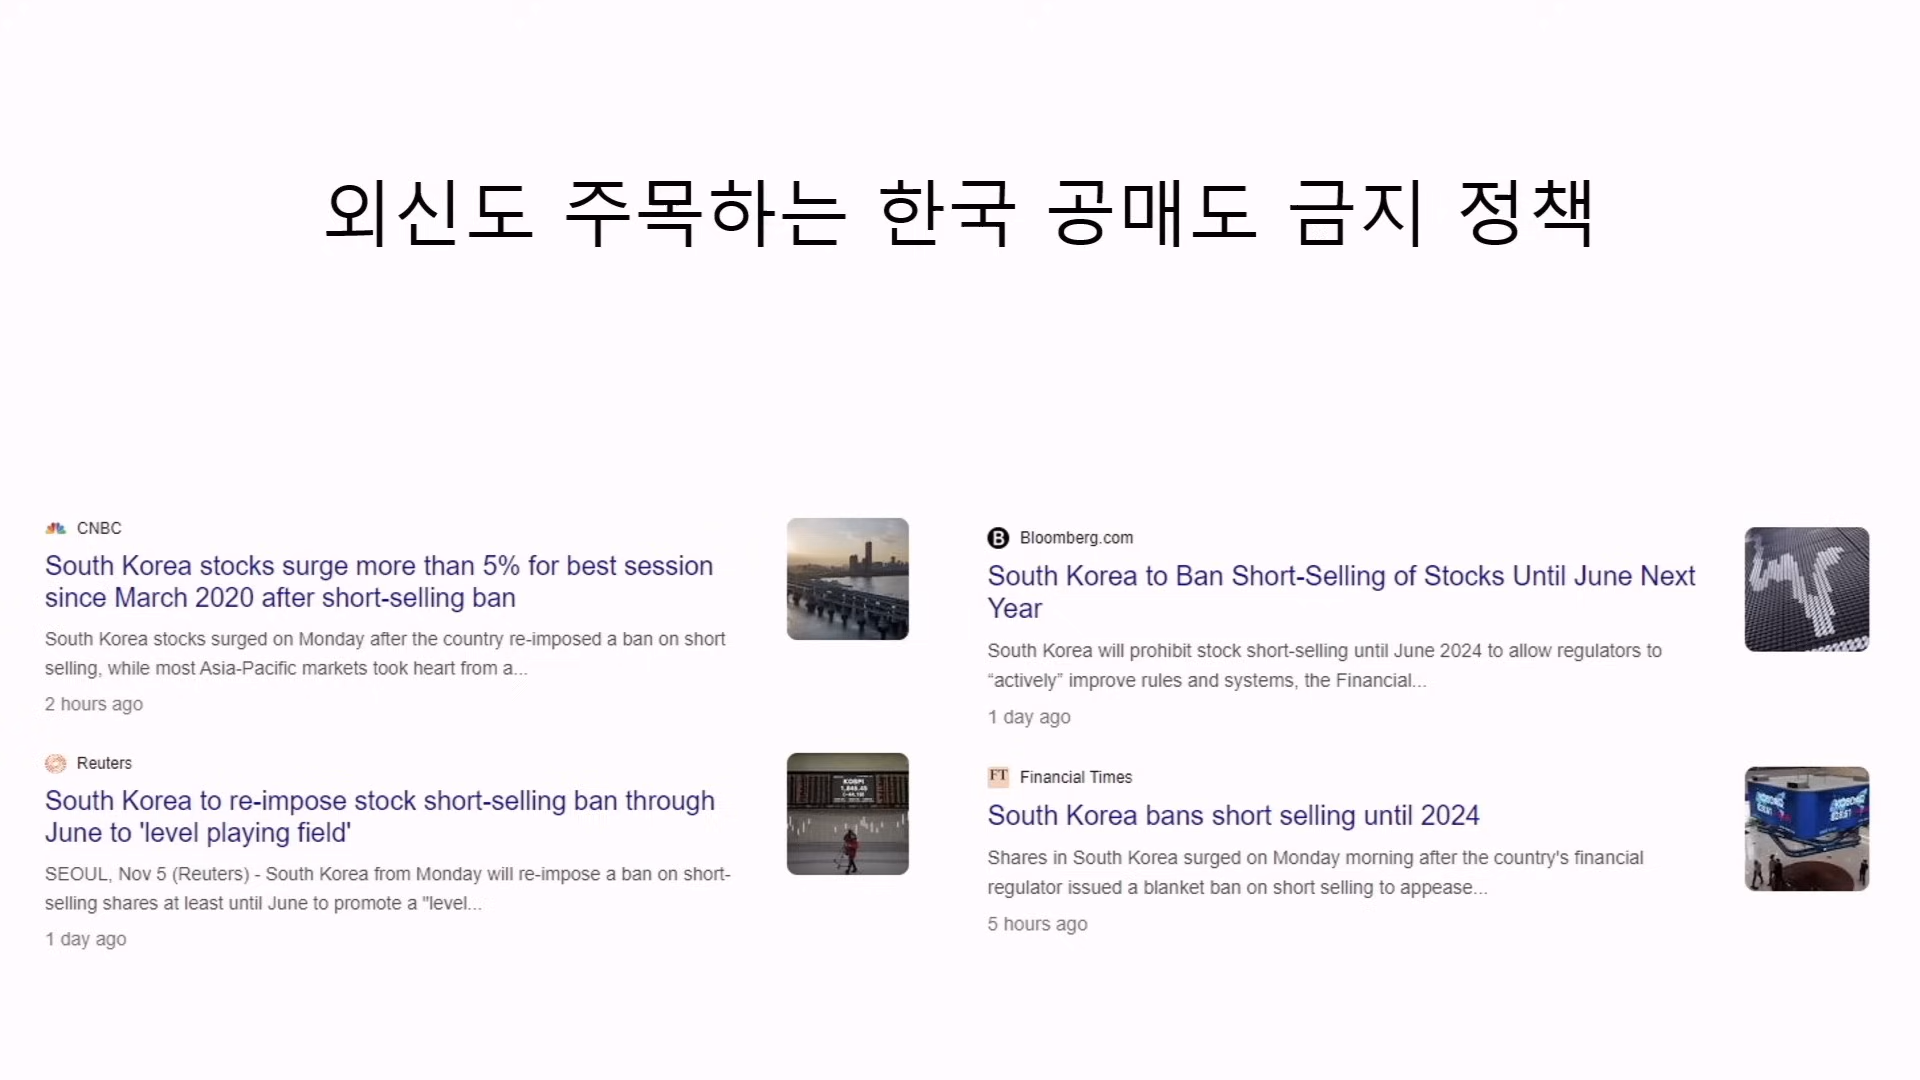 외신도 주목하는 한국 공매도 금지 정책
CNBC
South Korea stocks surge more than 5% for best session
since March 2020 after short-selling ban
South Korea stocks surged on Monday after the country re-imposed a ban on short
selling, while most Asia-Pacific markets took heart from a...
2 hours ago
Reuters
South Korea to re-impose stock short-selling ban through
June to 'level playing field'
SEOUL, Nov 5 (Reuters) - South Korea from Monday will re-impose a ban on short-
selling shares at least until June to promote a "level...
1 day ago
KOSPI
B Bloomberg.com
South Korea to Ban Short-Selling of Stocks Until June Next
Year
South Korea will prohibit stock short-selling until June 2024 to allow regulators to
“actively” improve rules and systems, the Financial...
1 day ago
FT Financial Times
South Korea bans short selling until 2024
Shares in South Korea surged on Monday morning after the country's financial
regulator issued a blanket ban on short selling to appease...
5 hours ago